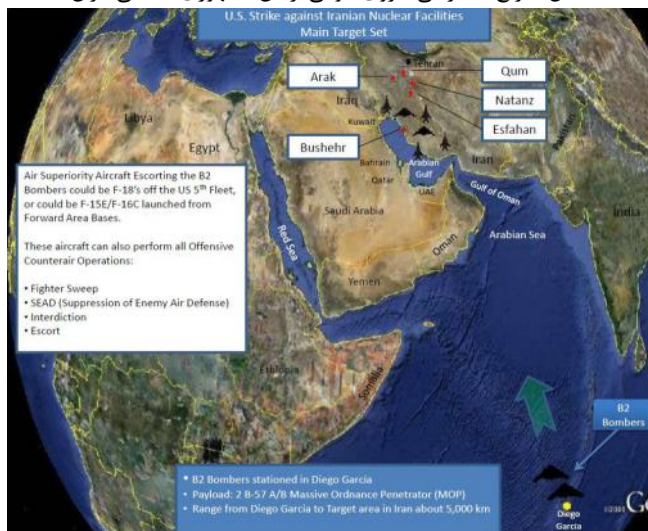 U.S. Strike against Iranian Nuclear Facilities
Main Target Set
Tehran
Arak
Qum
Natanz
Esfahan
Bushehr
Iraq
Kuwait
Iran
Pakistan
Libya
Egypt
Bahrain
Arabian
Gulf
Qatar
UAE
Gulf of Oman
India
Saudi Arabia
Oman
Arabian Sea
Red Sea
Yemen
Ethiopia
Somalia
Air Superiority Aircraft Escorting the B2
Bombers could be F-18's off the US 5th Fleet,
or could be F-15E/F-16C launched from
Forward Area Bases.
These aircraft can also perform all Offensive
Counterair Operations:
• Fighter Sweep
• SEAD (Suppression of Enemy Air Defense)
• Interdiction
• Escort
B2
Bombers
• B2 Bombers stationed in Diego Garcia
• Payload: 2 B-57 A/B Massive Ordnance Penetrator (MOP)
• Range from Diego Garcia to Target area in Iran about 5,000 km
Diego
Garcia